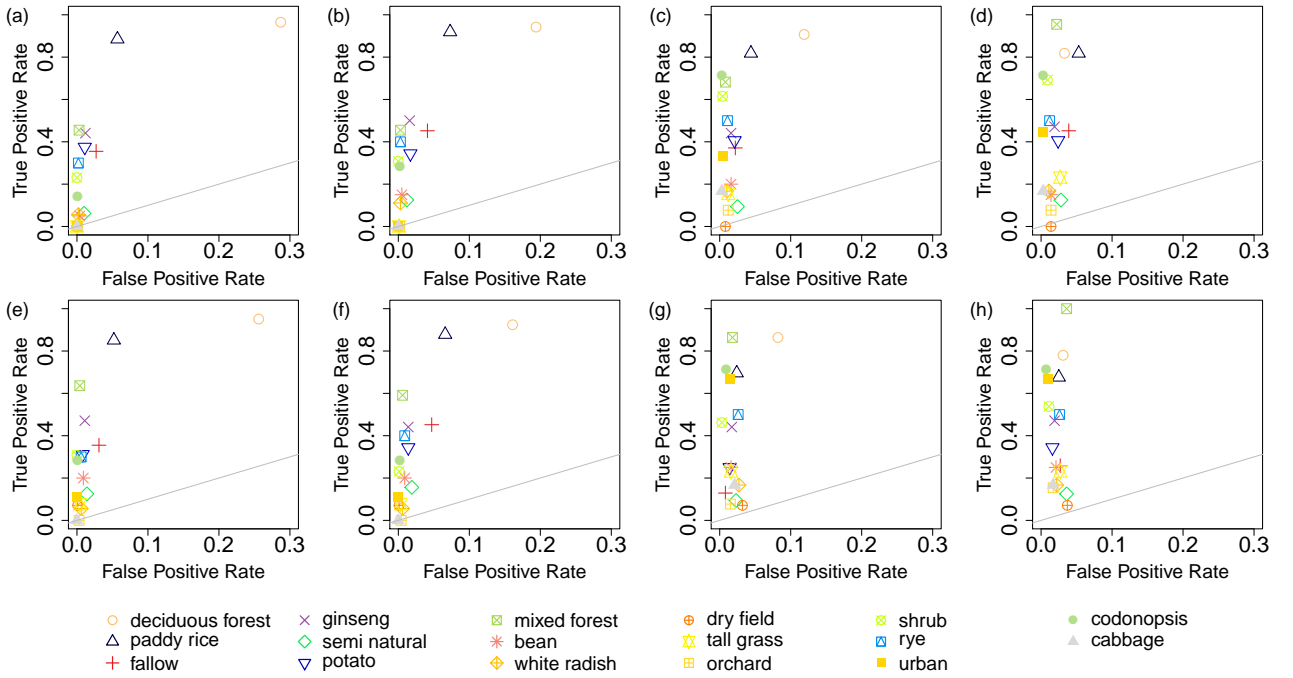 (a) (b) (c) (d)
True Positive Rate True Positive Rate True Positive Rate True Positive Rate
0.8 0.8 0.8 0.8
0.4 0.4 0.4 0.4
0.0 0.0 0.0 0.0
0.0 0.1 0.2 0.3 0.0 0.1 0.2 0.3 0.0 0.1 0.2 0.3 0.0 0.1 0.2 0.3
False Positive Rate False Positive Rate False Positive Rate False Positive Rate
(e) (f) (g) (h)
True Positive Rate True Positive Rate True Positive Rate True Positive Rate
0.8 0.8 0.8 0.8
0.4 0.4 0.4 0.4
0.0 0.0 0.0 0.0
0.0 0.1 0.2 0.3 0.0 0.1 0.2 0.3 0.0 0.1 0.2 0.3 0.0 0.1 0.2 0.3
False Positive Rate False Positive Rate False Positive Rate False Positive Rate
deciduous forest ginseng mixed forest dry field shrub codonopsis
paddy rice semi natural bean tall grass rye cabbage
fallow potato white radish orchard urban